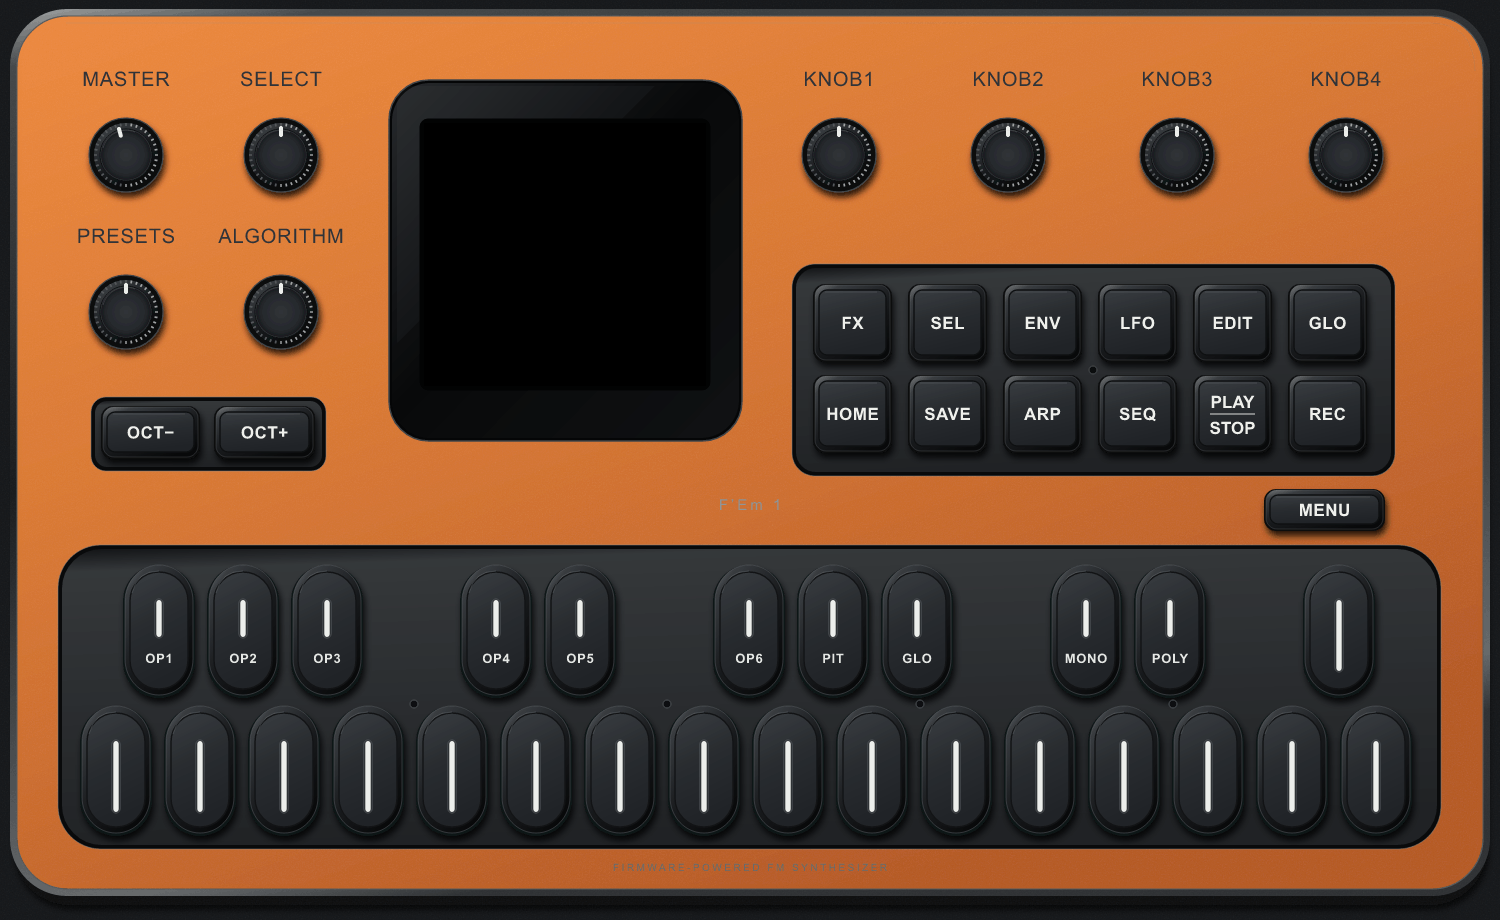 MASTER SELECT KNOB1 KNOB2 KNOB3 KNOB4
PRESETS ALGORITHM
FX SEL ENV LFO EDIT GLO
HOME SAVE ARP SEQ PLAY STOP REC
OCT− OCT+
FȉEm 1
MENU
OP1 OP2 OP3 OP4 OP5 OP6 PIT GLO MONO POLY
FIRMWARE-POWERED FM SYNTHESIZER